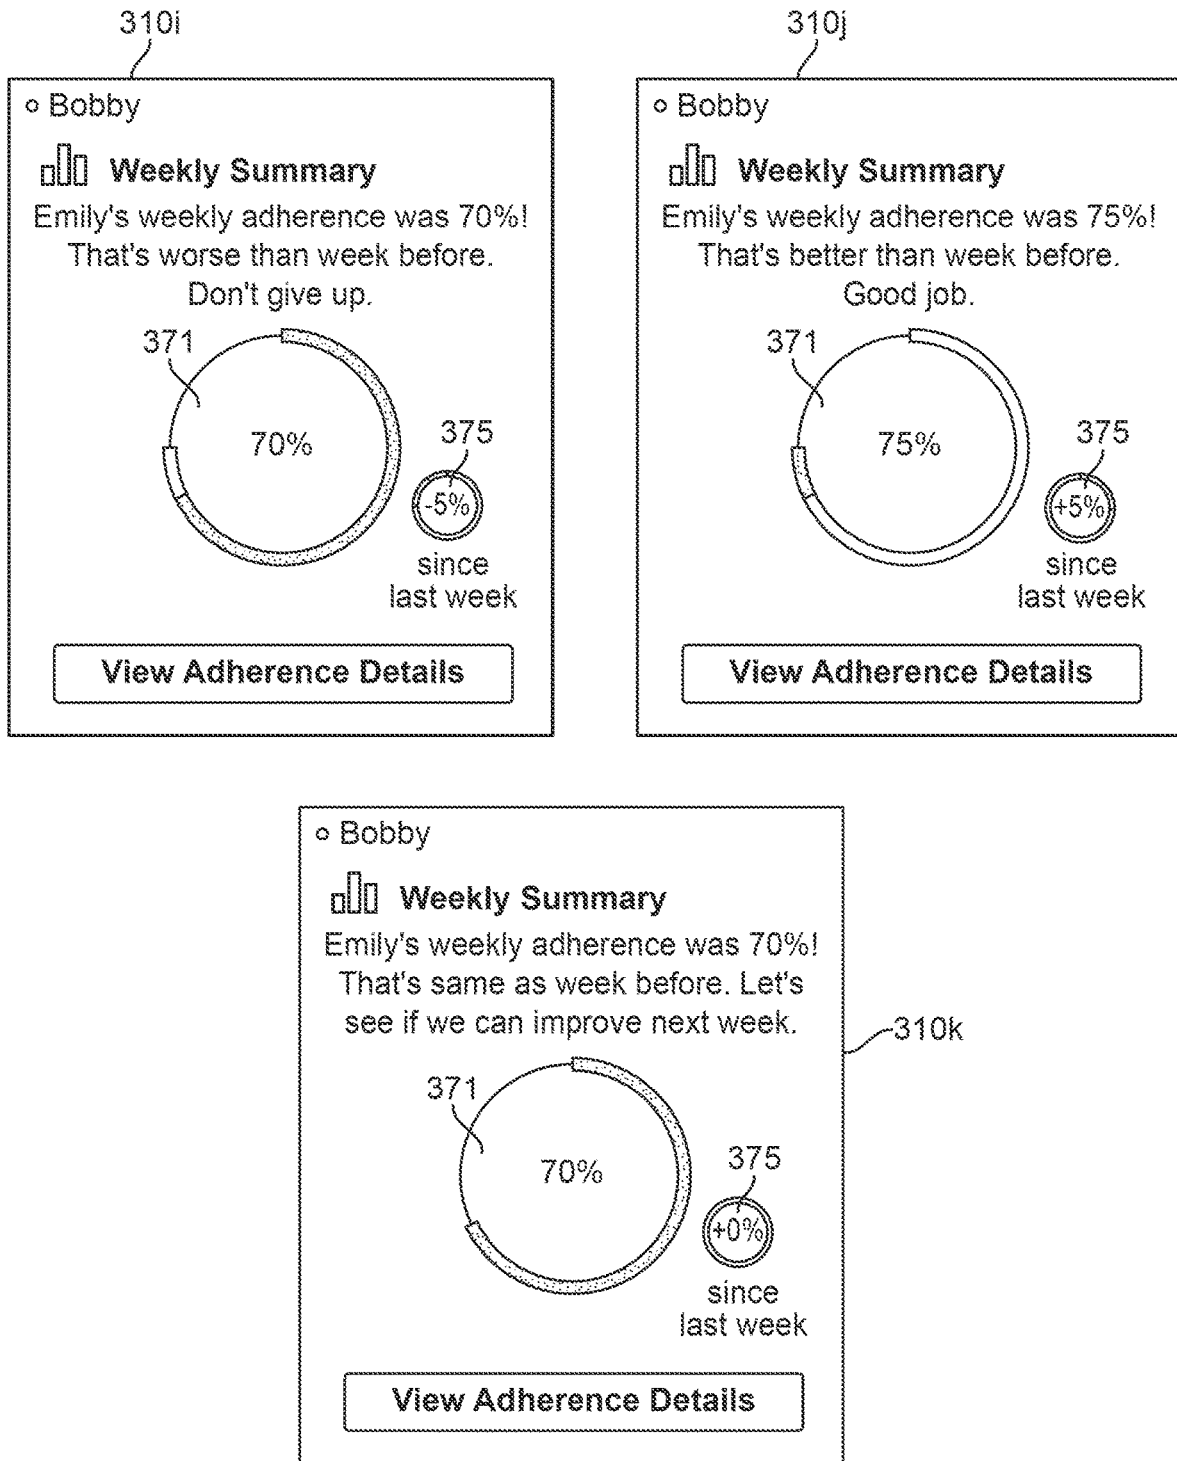 310i
Bobby
Weekly Summary
Emily's weekly adherence was 70%!
That's worse than week before.
Don't give up.
371
70%
375
-5%
since
last week
View Adherence Details
310j
Bobby
Weekly Summary
Emily's weekly adherence was 75%!
That's better than week before.
Good job.
371
75%
375
+5%
since
last week
View Adherence Details
Bobby
Weekly Summary
Emily's weekly adherence was 70%!
That's same as week before. Let's
see if we can improve next week.
310k
371
70%
375
+0%
since
last week
View Adherence Details